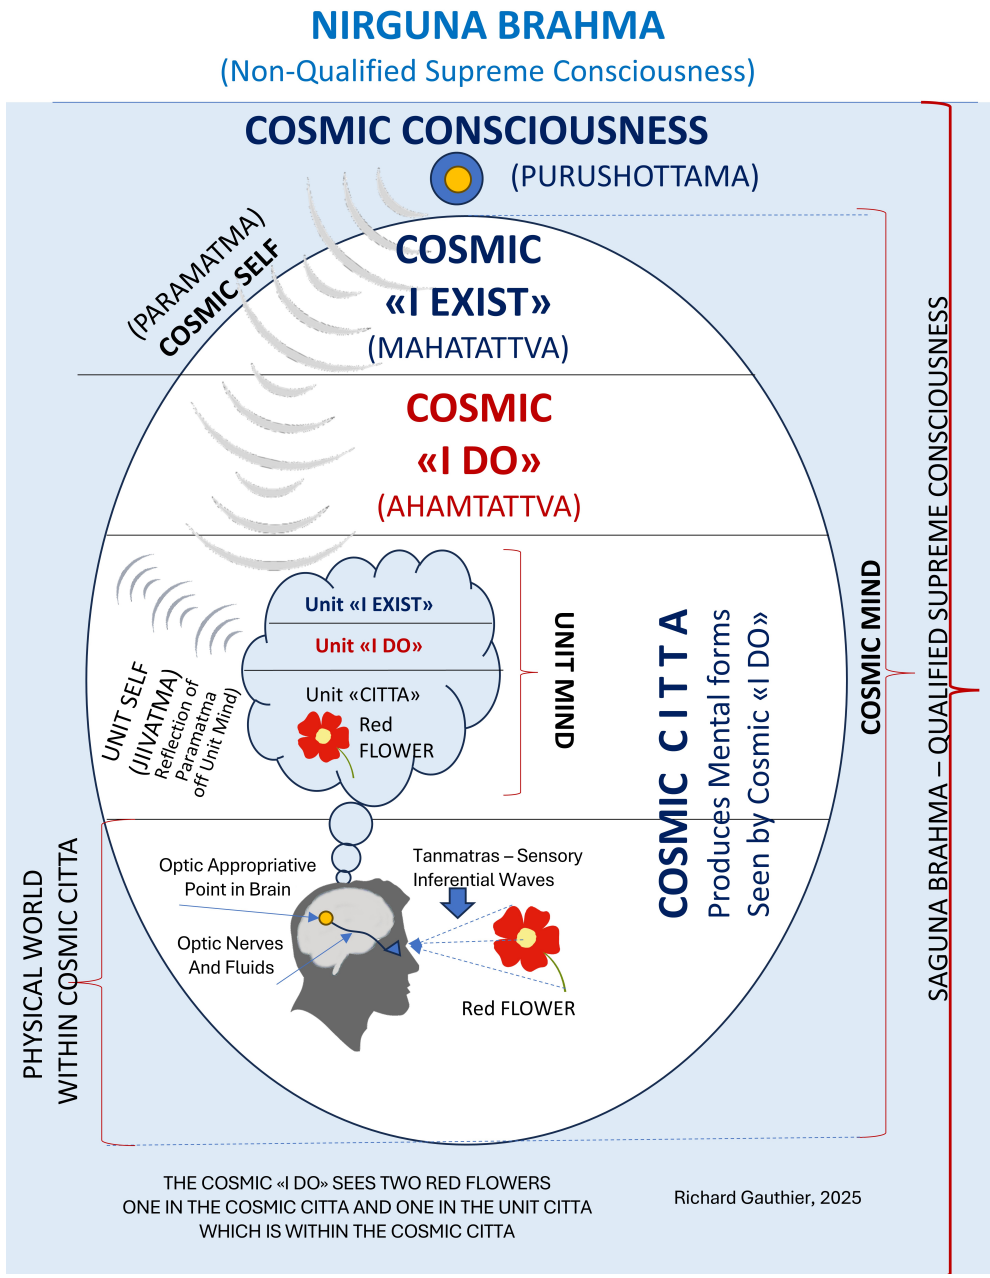 NIRGUNA BRAHMA
(Non-Qualified Supreme Consciousness)
COSMIC CONSCIOUSNESS
(PURUSHOTTAMA)
(PARAMATMA)
COSMIC SELF
COSMIC
«I EXIST»
(MAHATATTVA)
COSMIC
«I DO»
(AHAMTATTVA)
Unit «I EXIST»
Unit «I DO»
Unit «CITTA»
Red
FLOWER
UNIT MIND
UNIT SELF
(JIIVATMA)
Reflection of
Paramatma
off Unit Mind)
COSMIC CITTA
Produces Mental forms
Seen by Cosmic «I DO»
COSMIC MIND
SAGUNA BRAHMA – QUALIFIED SUPREME CONSCIOUSNESS
PHYSICAL WORLD
WITHIN COSMIC CITTA
Optic Appropriative
Point in Brain
Optic Nerves
And Fluids
Tanmatras – Sensory
Inferential Waves
Red FLOWER
THE COSMIC «I DO» SEES TWO RED FLOWERS
ONE IN THE COSMIC CITTA AND ONE IN THE UNIT CITTA
WHICH IS WITHIN THE COSMIC CITTA
Richard Gauthier, 2025